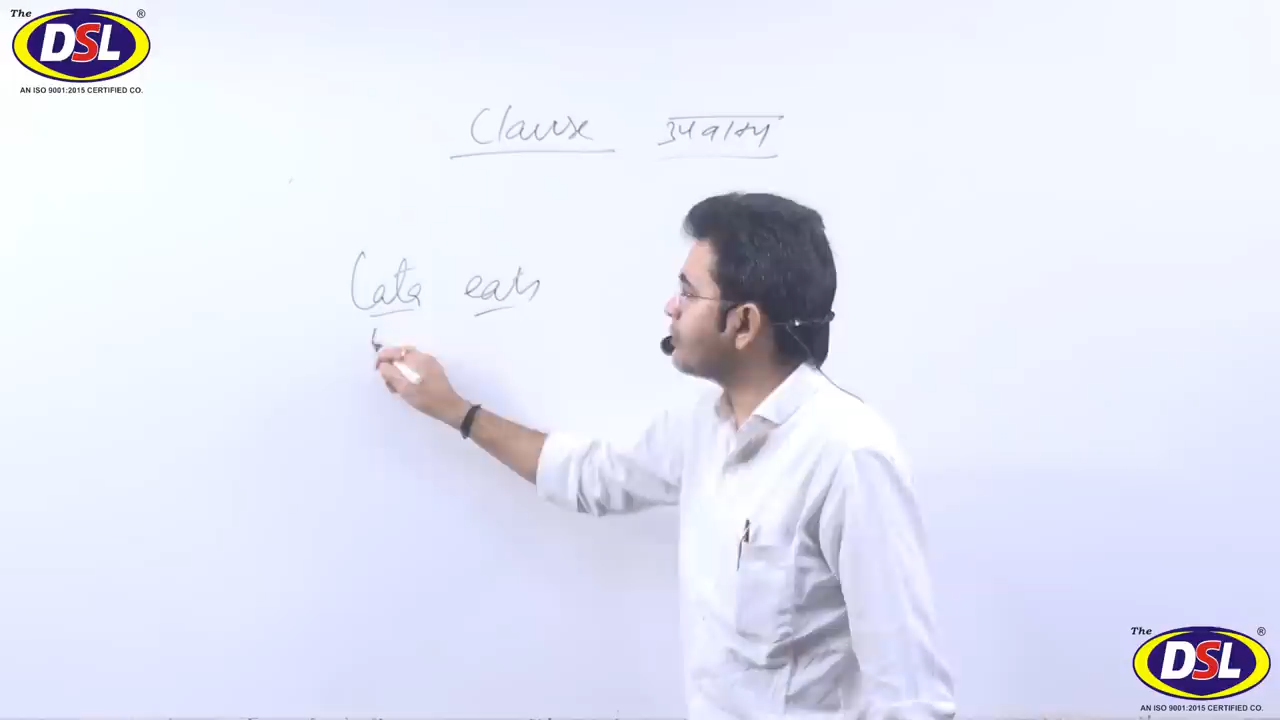 The DSL ®
AN ISO 9001:2015 CERTIFIED CO.
Clause उपवाक्य
Cats eats
The DSL ®
AN ISO 9001:2015 CERTIFIED CO.